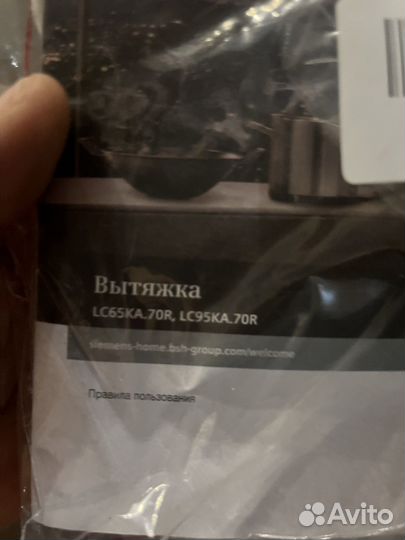 Вытяжка
LC65KA.70R, LC95KA.70R
siemens-home.bsh-group.com/welcome
Правила пользования
Avito